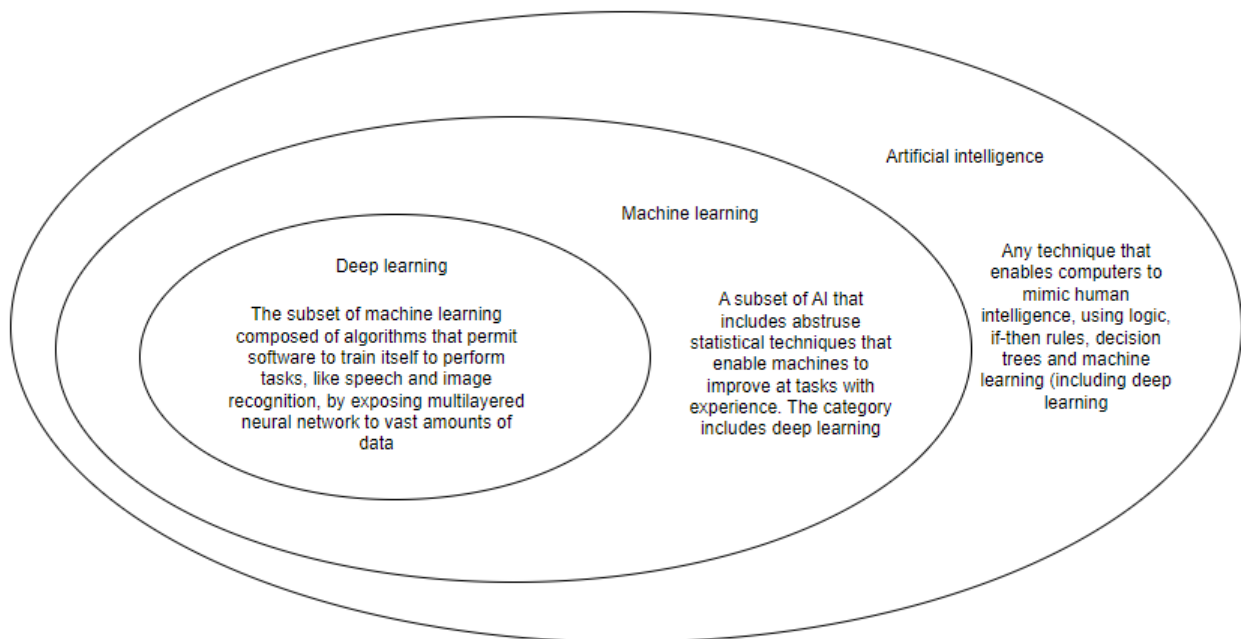 Artificial intelligence
Machine learning
Deep learning
The subset of machine learning
composed of algorithms that permit
software to train itself to perform
tasks, like speech and image
recognition, by exposing multilayered
neural network to vast amounts of
data
A subset of AI that
includes abstruse
statistical techniques that
enable machines to
improve at tasks with
experience. The category
includes deep learning
Any technique that
enables computers to
mimic human
intelligence, using logic,
if-then rules, decision
trees and machine
learning (including deep
learning